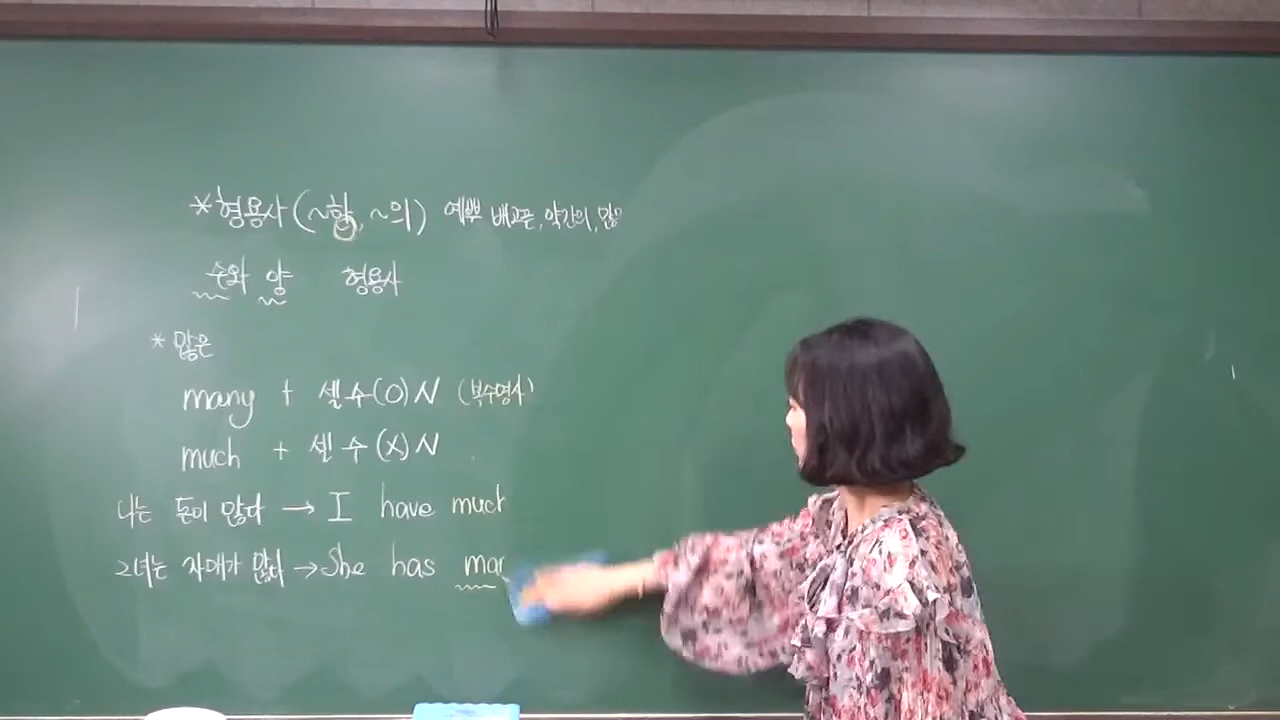 *형용사(~한, ~의) 예쁜 배고픈, 약간의, 많은
수와 양 형용사
* 많은
many + 셀수(O)N (복수명사)
much + 셀수(X)N
나는 돈이 많다 → I have much
그녀는 자매가 많다 → She has